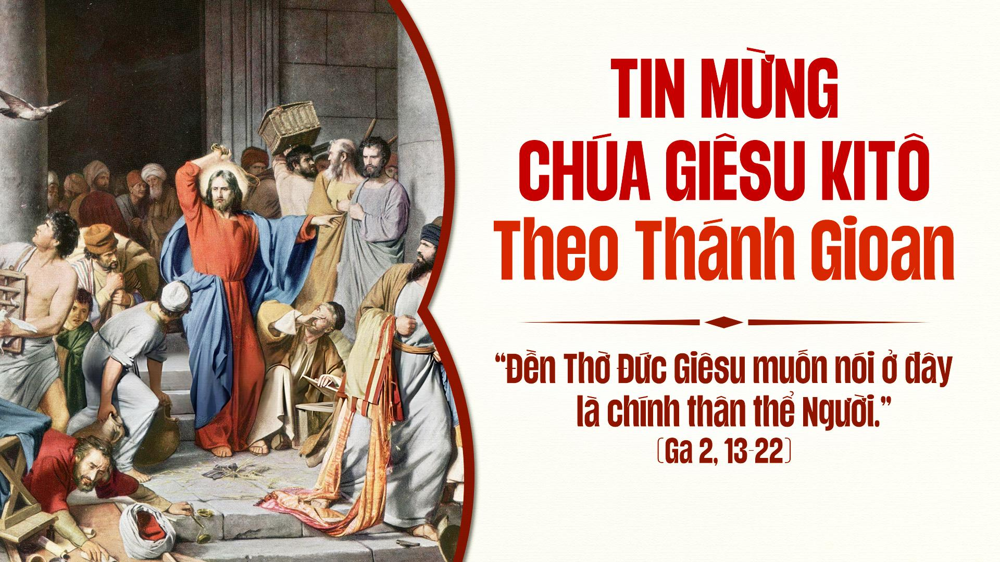 TIN MỪNG
CHÚA GIÊSU KITÔ
Theo Thánh Gioan
“Đền Thờ Đức Giêsu muốn nói ở đây
là chính thân thể Người.”
(Ga 2, 13-22)